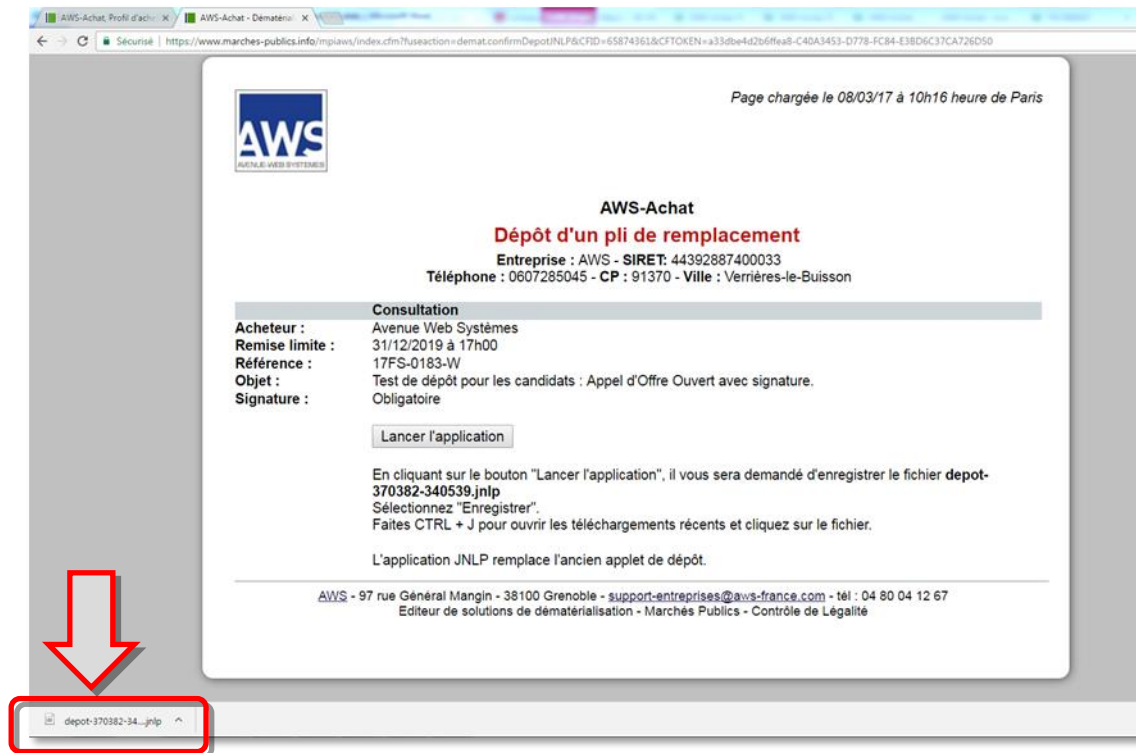 AWS-Achat, Profil d'ache
AWS-Achat - Dématérial
Sécurisé
https://www.marches-publics.info/mpiaws/index.cfm?fuseaction=demat.confirmDepotJNLP&CFID=65874361&CFTOKEN=a33dbe4d2b6ffea8-C40A3453-D778-FC84-E3BD6C37CA726D50
AWS
AVENUE-WEB-SYSTEMES
Page chargée le 08/03/17 à 10h16 heure de Paris
AWS-Achat
Dépôt d'un pli de remplacement
Entreprise : AWS - SIRET: 44392887400033
Téléphone : 0607285045 - CP : 91370 - Ville : Verrières-le-Buisson
Consultation
Acheteur : Avenue Web Systèmes
Remise limite : 31/12/2019 à 17h00
Référence : 17FS-0183-W
Objet : Test de dépôt pour les candidats : Appel d'Offre Ouvert avec signature.
Signature : Obligatoire
Lancer l'application
En cliquant sur le bouton "Lancer l'application", il vous sera demandé d'enregistrer le fichier depot-
370382-340539.jnlp
Sélectionnez "Enregistrer".
Faites CTRL + J pour ouvrir les téléchargements récents et cliquez sur le fichier.
L'application JNLP remplace l'ancien applet de dépôt.
AWS - 97 rue Général Mangin - 38100 Grenoble - support-entreprises@aws-france.com - tél : 04 80 04 12 67
Editeur de solutions de dématérialisation - Marchés Publics - Contrôle de Légalité
depot-370382-34....jnlp